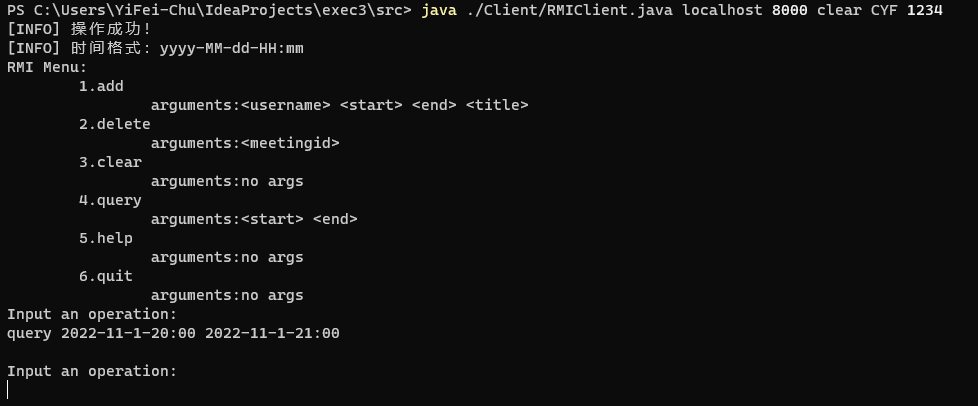 PS C:\Users\YiFei-Chu\IdeaProjects\exec3\src> java ./Client/RMIClient.java localhost 8000 clear CYF 1234
[INFO] 操作成功!
[INFO] 时间格式: yyyy-MM-dd-HH:mm
RMI Menu:
1.add
arguments:<username> <start> <end> <title>
2.delete
arguments:<meetingid>
3.clear
arguments:no args
4.query
arguments:<start> <end>
5.help
arguments:no args
6.quit
arguments:no args
Input an operation:
query 2022-11-1-20:00 2022-11-1-21:00
Input an operation: